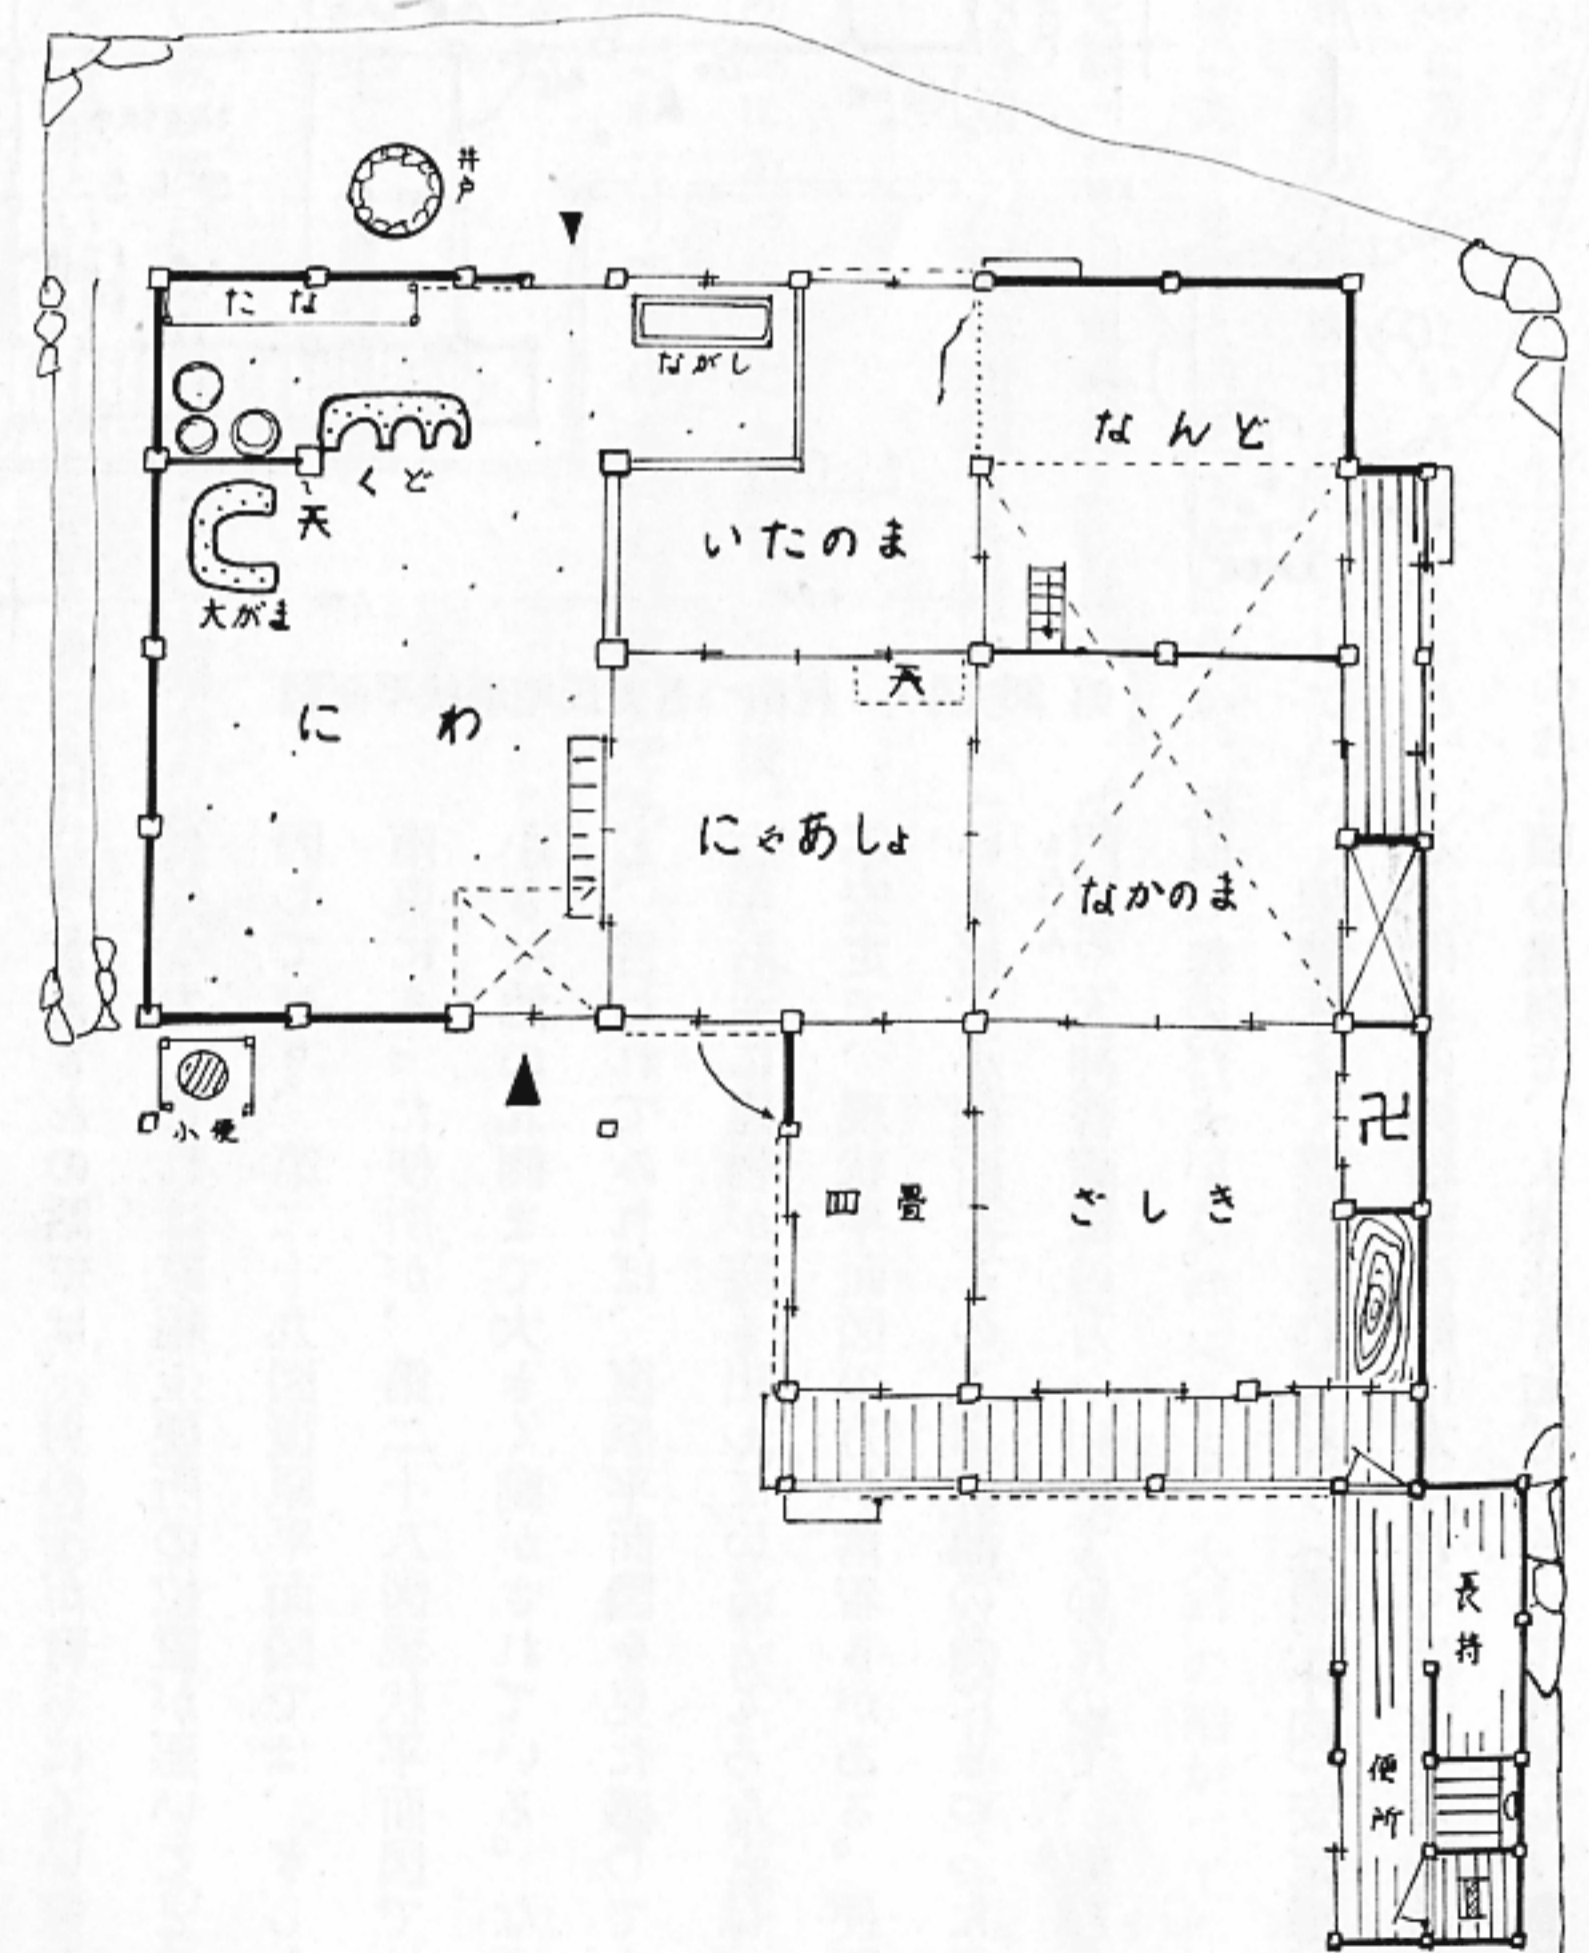 井戸
たな
ながし
なんど
くど
いたのま
大がま
にわ
にゃあしょ
なかのま
卍
小便
四畳
ざしき
長持
便所